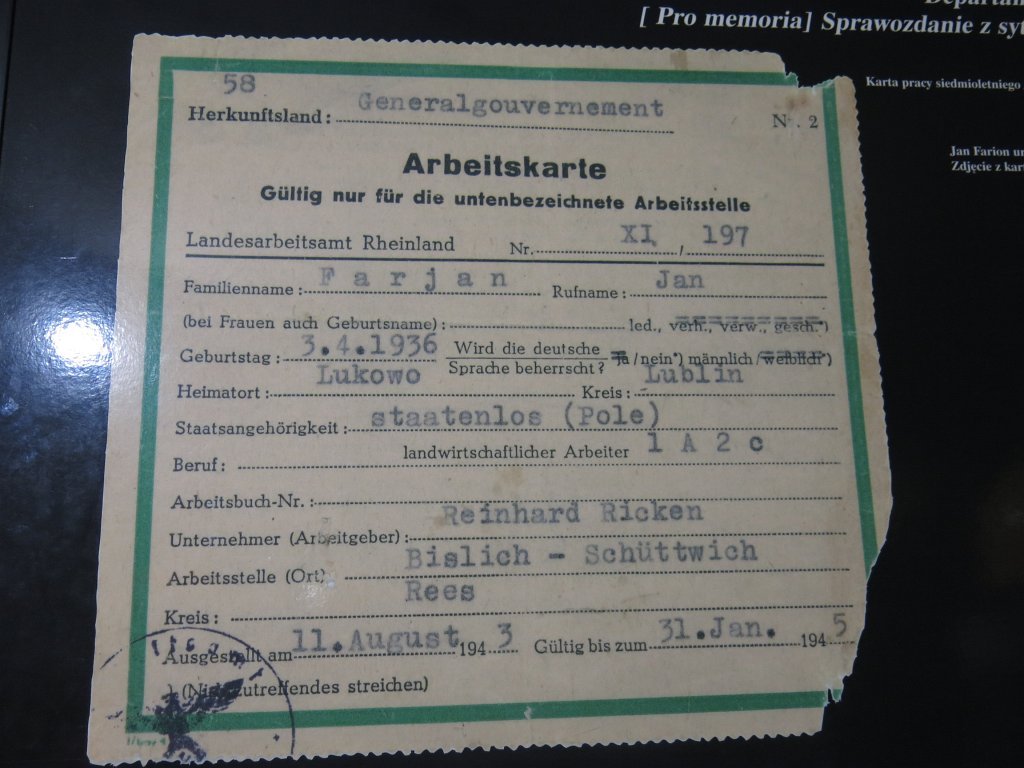 Departam
[ Pro memoria] Sprawozdanie z syt
Karta pracy siedmioletniego
Jan Farion ur
Zdjęcie z kart
58
Herkunftsland: Generalgouvernement
Nr. 2
Arbeitskarte
Gültig nur für die untenbezeichnete Arbeitsstelle
Landesarbeitsamt Rheinland Nr. XI / 197
Familienname: Farjan Rufname: Jan
(bei Frauen auch Geburtsname): led., verh., verw., gesch.*)
Geburtstag: 3.4.1936 Wird die deutsche Sprache beherrscht? ja/nein*) männlich/weiblich*)
Heimatort: Lukowo Kreis: Lublin
Staatsangehörigkeit: staatenlos (Pole)
Beruf: landwirtschaftlicher Arbeiter 1 A 2 c
Arbeitsbuch-Nr.:
Unternehmer (Arbeitgeber): Reinhard Ricken
Arbeitsstelle (Ort) Bislich - Schüttwich
Kreis: Rees
Ausgestellt am 11.August 1943 Gültig bis zum 31.Jan. 1945
) (Nichtzutreffendes streichen)